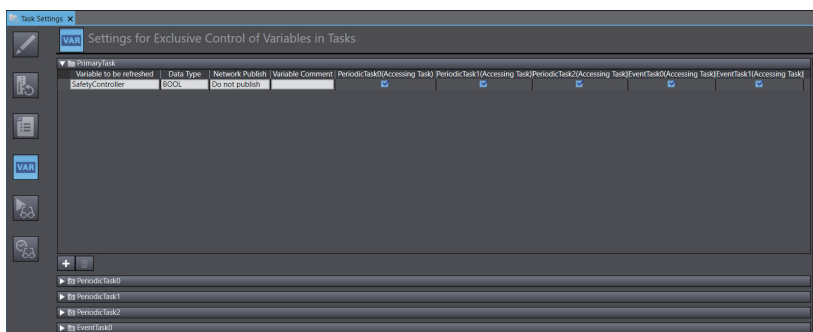 Task Settings
VAR Settings for Exclusive Control of Variables in Tasks
PrimaryTask
Variable to be refreshed Data Type Network Publish Variable Comment PeriodicTask0(Accessing Task) PeriodicTask1(Accessing Task) PeriodicTask2(Accessing Task) EventTask0(Accessing Task) EventTask1(Accessing Task)
SafetyController BOOL Do not publish
VAR
PeriodicTask0
PeriodicTask1
PeriodicTask2
EventTask0